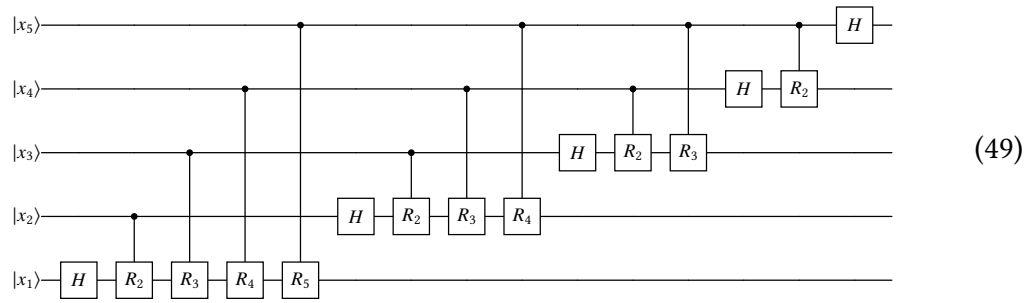 |x₅⟩ H
|x₄⟩ H R₂
|x₃⟩ H R₂ R₃ (49)
|x₂⟩ H R₂ R₃ R₄
|x₁⟩ H R₂ R₃ R₄ R₅